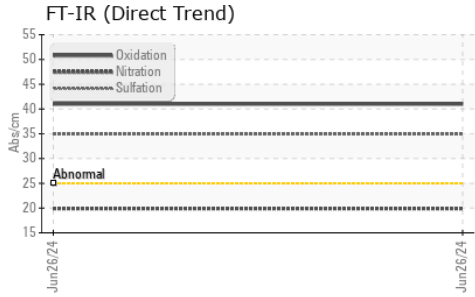 FT-IR (Direct Trend)
55
50
45
40
35
30
25
20
15
Abs/cm
Oxidation
Nitration
Sulfation
Abnormal
Jun26/24
Jun26/24